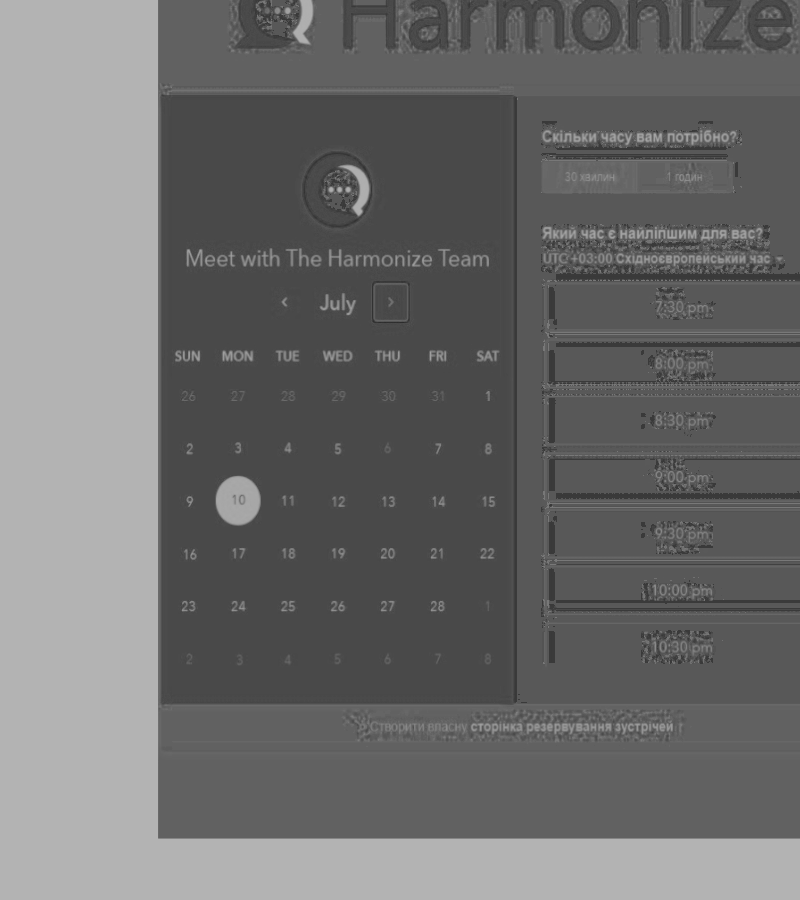 Harmonize
Meet with The Harmonize Team
July
SUN MON TUE WED THU FRI SAT
26 27 28 29 30 31 1
2 3 4 5 6 7 8
9 10 11 12 13 14 15
16 17 18 19 20 21 22
23 24 25 26 27 28 1
2 3 4 5 6 7 8
Скільки часу вам потрібно?
30 хвилин 1 годин
Який час є найліпшим для вас?
UTC +03:00 Східноєвропейський час
7:30 pm
8:00 pm
8:30 pm
9:00 pm
9:30 pm
10:00 pm
10:30 pm
Створити власну сторінка резервування зустрічей